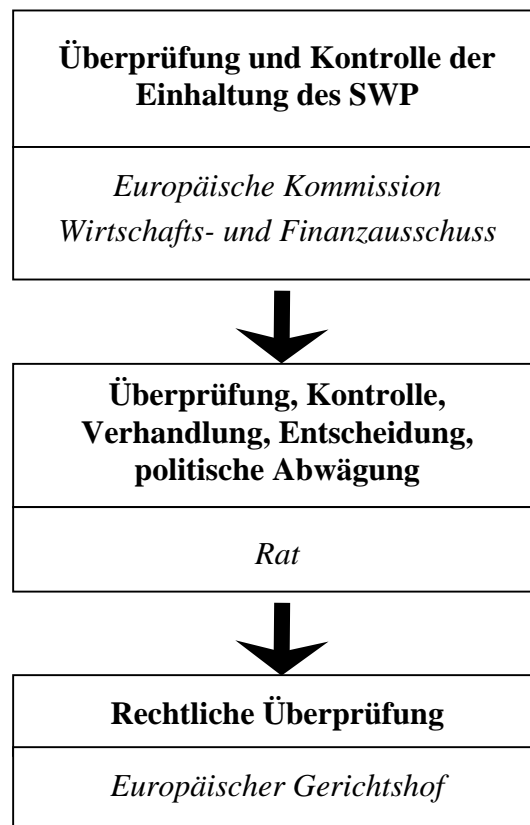 Überprüfung und Kontrolle der
Einhaltung des SWP
Europäische Kommission
Wirtschafts- und Finanzausschuss
Überprüfung, Kontrolle,
Verhandlung, Entscheidung,
politische Abwägung
Rat
Rechtliche Überprüfung
Europäischer Gerichtshof